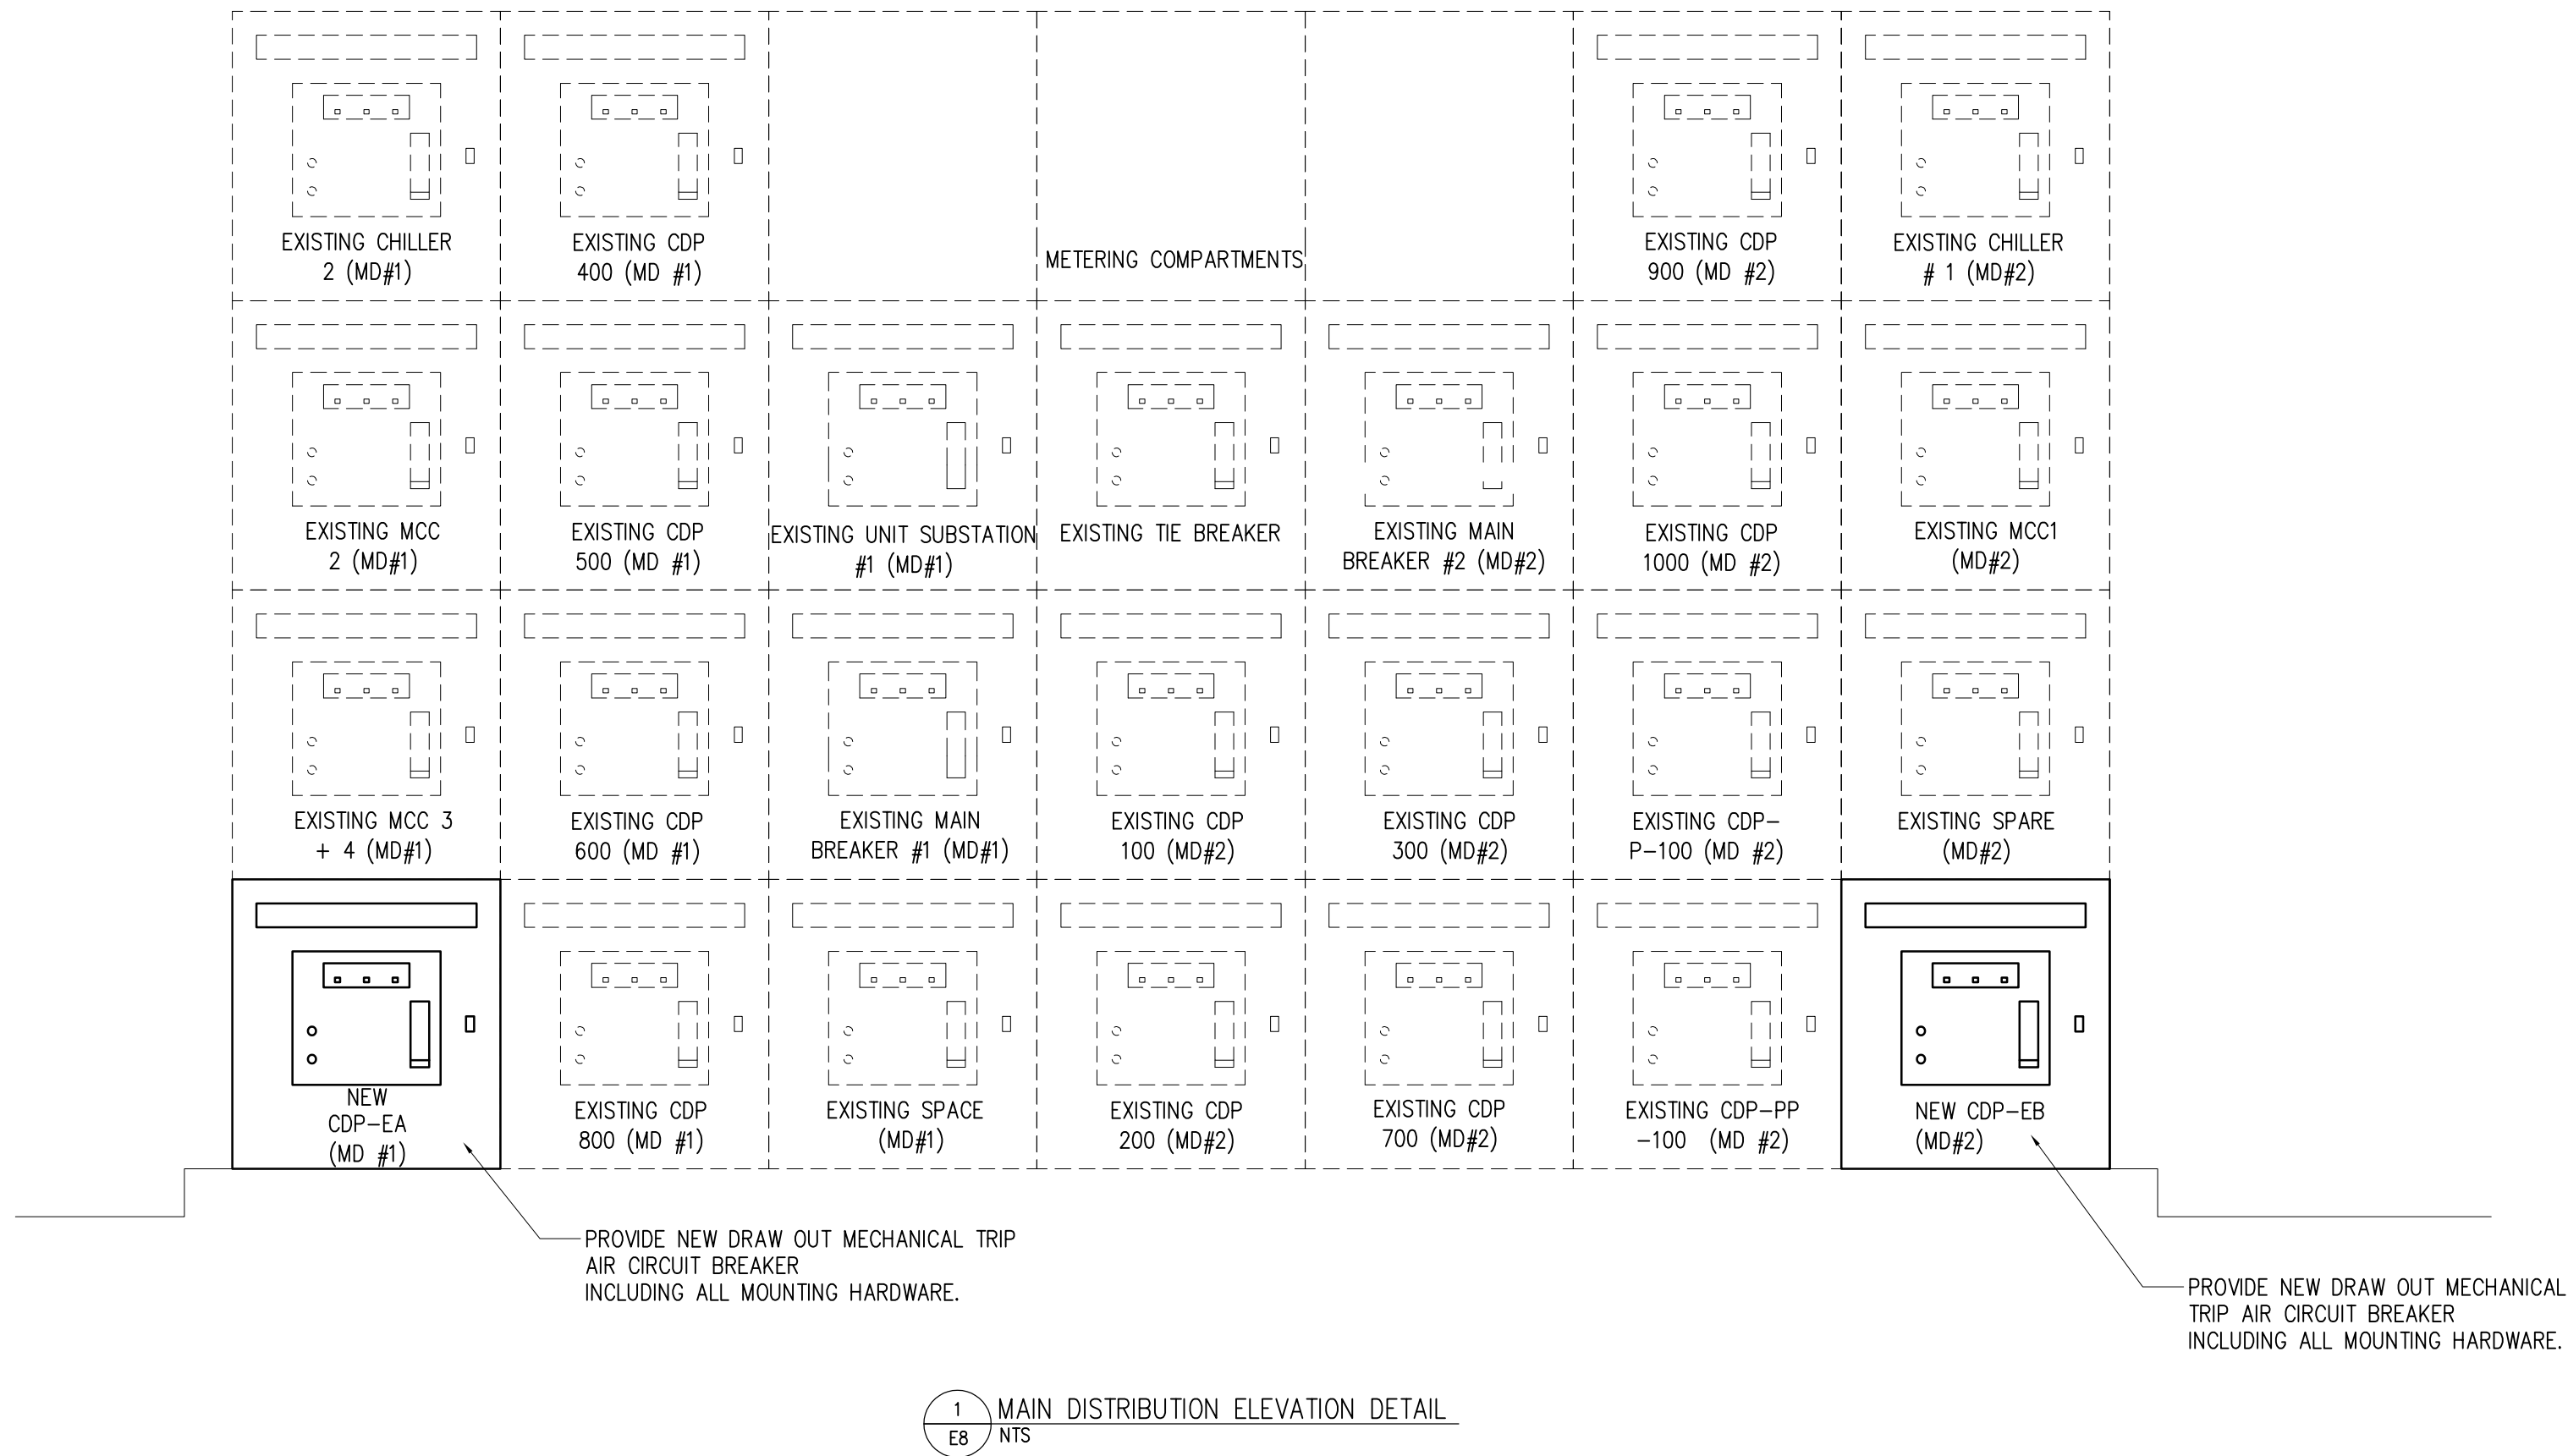 EXISTING CHILLER
2 (MD#1)
EXISTING CDP
400 (MD #1)
METERING COMPARTMENTS
EXISTING CDP
900 (MD #2)
EXISTING CHILLER
# 1 (MD#2)
EXISTING MCC
2 (MD#1)
EXISTING CDP
500 (MD #1)
EXISTING UNIT SUBSTATION
#1 (MD#1)
EXISTING TIE BREAKER
EXISTING MAIN
BREAKER #2 (MD#2)
EXISTING CDP
1000 (MD #2)
EXISTING MCC1
(MD#2)
EXISTING MCC 3
+ 4 (MD#1)
EXISTING CDP
600 (MD #1)
EXISTING MAIN
BREAKER #1 (MD#1)
EXISTING CDP
100 (MD#2)
EXISTING CDP
300 (MD#2)
EXISTING CDP-
P-100 (MD #2)
EXISTING SPARE
(MD#2)
NEW
CDP-EA
(MD #1)
EXISTING CDP
800 (MD #1)
EXISTING SPACE
(MD#1)
EXISTING CDP
200 (MD#2)
EXISTING CDP
700 (MD#2)
EXISTING CDP-PP
-100 (MD #2)
NEW CDP-EB
(MD#2)
PROVIDE NEW DRAW OUT MECHANICAL TRIP
AIR CIRCUIT BREAKER
INCLUDING ALL MOUNTING HARDWARE.
PROVIDE NEW DRAW OUT MECHANICAL
TRIP AIR CIRCUIT BREAKER
INCLUDING ALL MOUNTING HARDWARE.
1
E8
MAIN DISTRIBUTION ELEVATION DETAIL
NTS